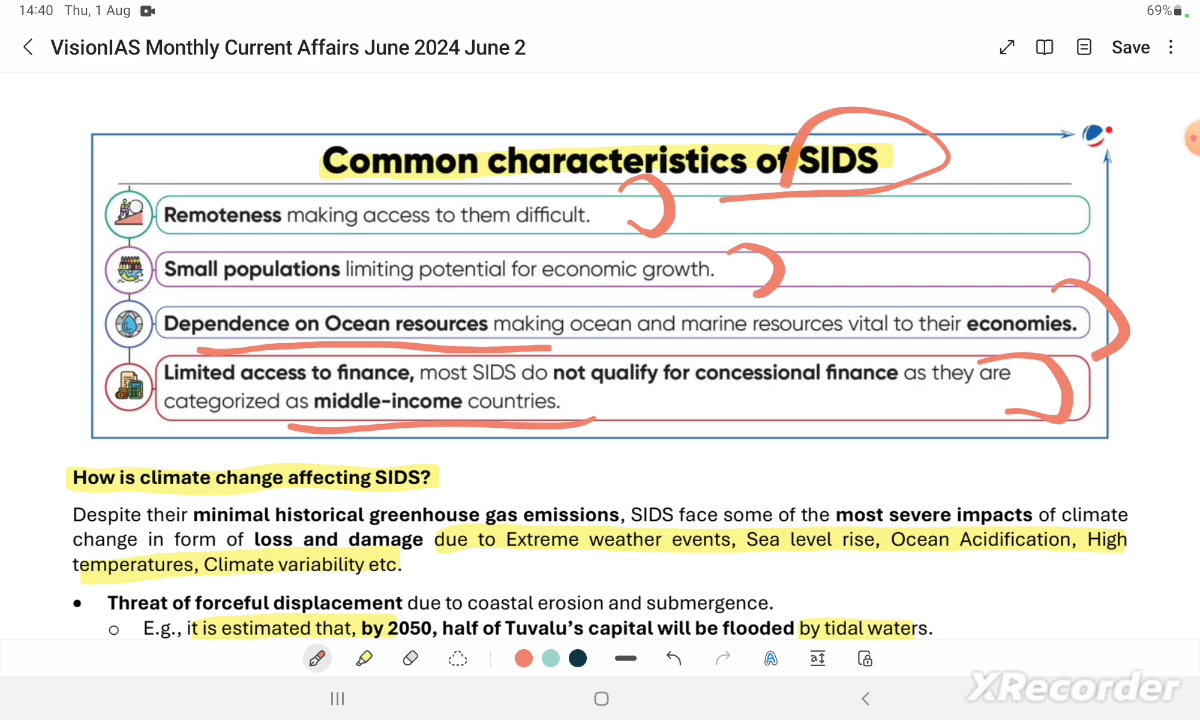 14:40 Thu, 1 Aug 69%
VisionIAS Monthly Current Affairs June 2024 June 2 Save
Common characteristics of SIDS
Remoteness making access to them difficult.
Small populations limiting potential for economic growth.
Dependence on Ocean resources making ocean and marine resources vital to their economies.
Limited access to finance, most SIDS do not qualify for concessional finance as they are
categorized as middle-income countries.
How is climate change affecting SIDS?
Despite their minimal historical greenhouse gas emissions, SIDS face some of the most severe impacts of climate
change in form of loss and damage due to Extreme weather events, Sea level rise, Ocean Acidification, High
temperatures, Climate variability etc.
• Threat of forceful displacement due to coastal erosion and submergence.
o E.g., it is estimated that, by 2050, half of Tuvalu's capital will be flooded by tidal waters.
XRecorder